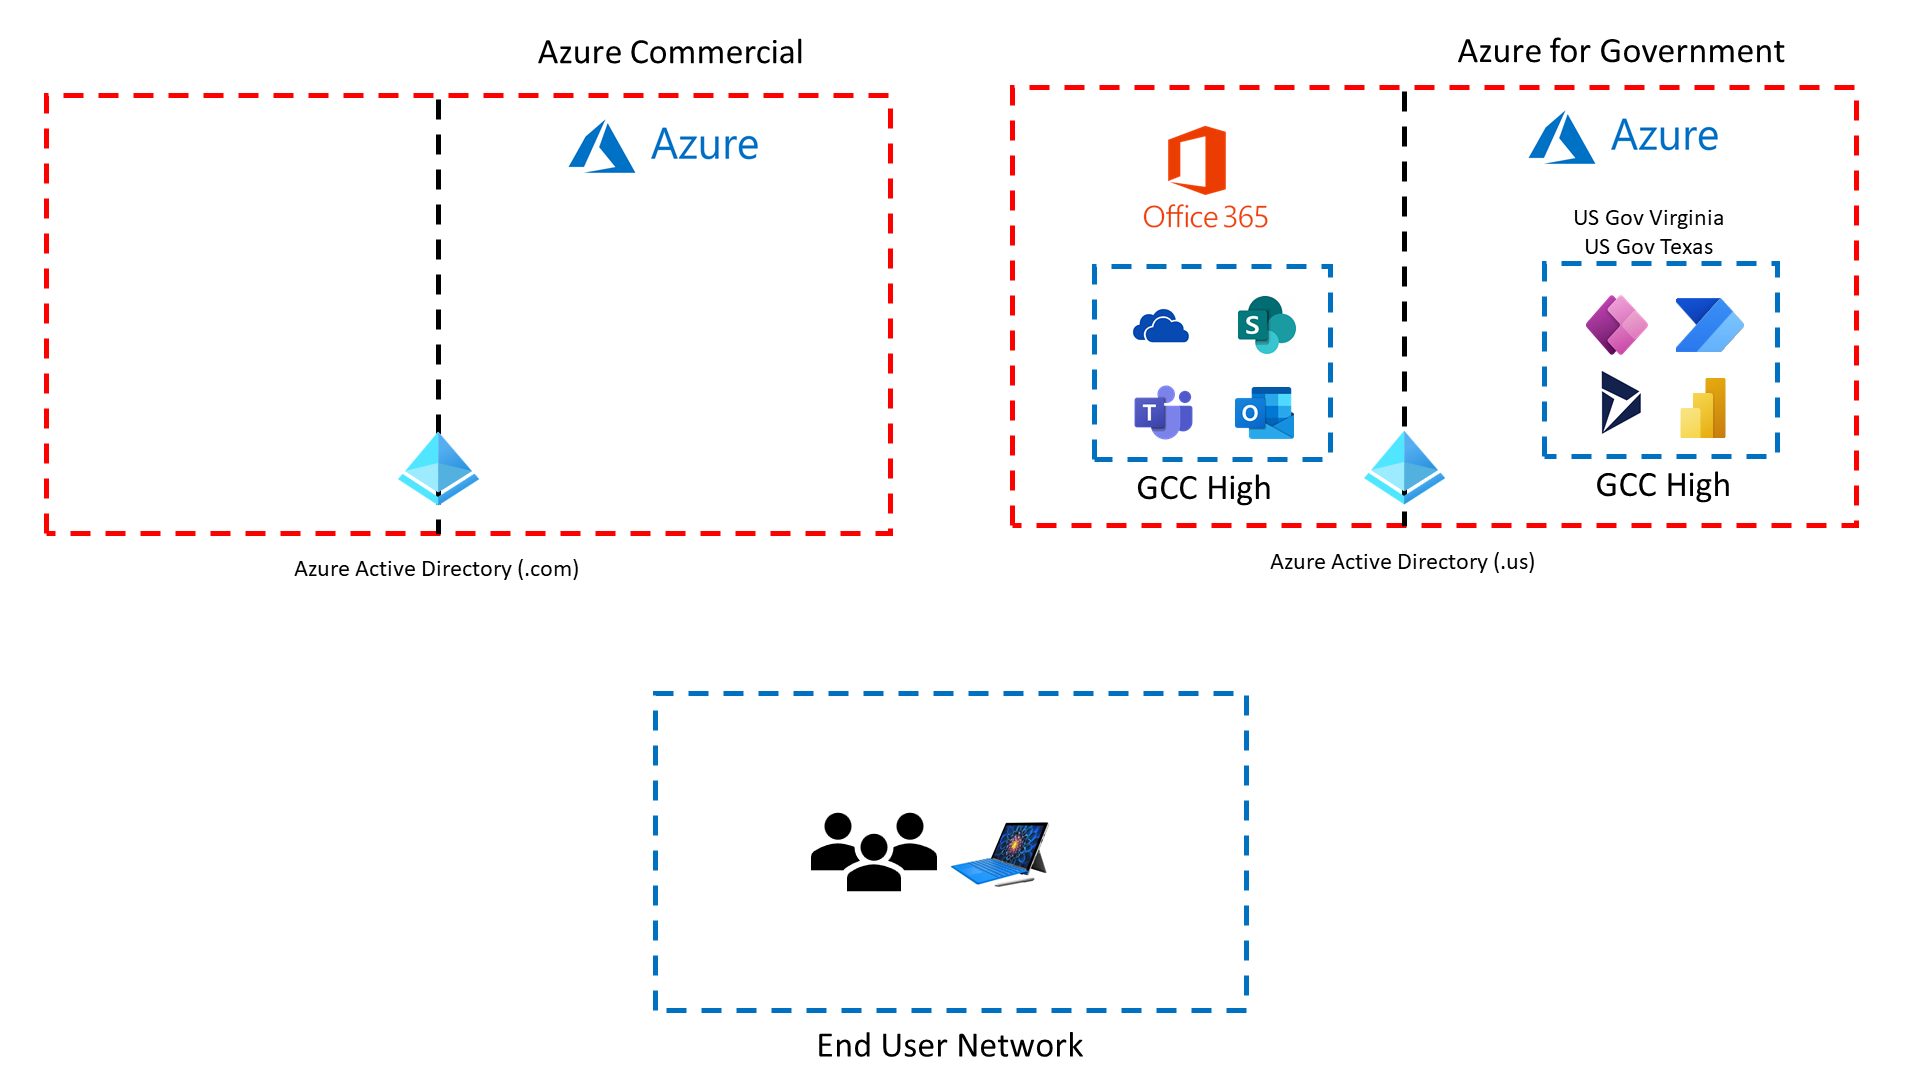 Azure Commercial
Azure for Government
Azure
Office 365
Azure
US Gov Virginia
US Gov Texas
S
T
O
GCC High
GCC High
Azure Active Directory (.com)
Azure Active Directory (.us)
End User Network